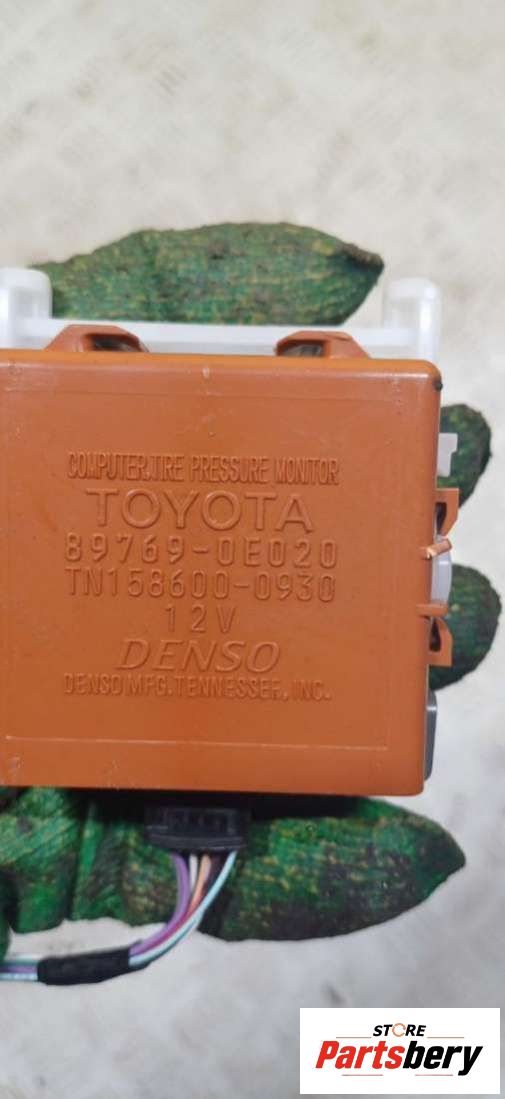 COMPUTER.TIRE PRESSURE MONITOR
TOYOTA
89769-0E020
TN158600-0930
12V
DENSO
DENSO MFG.TENNESSEE,INC.
STORE
Partsbery